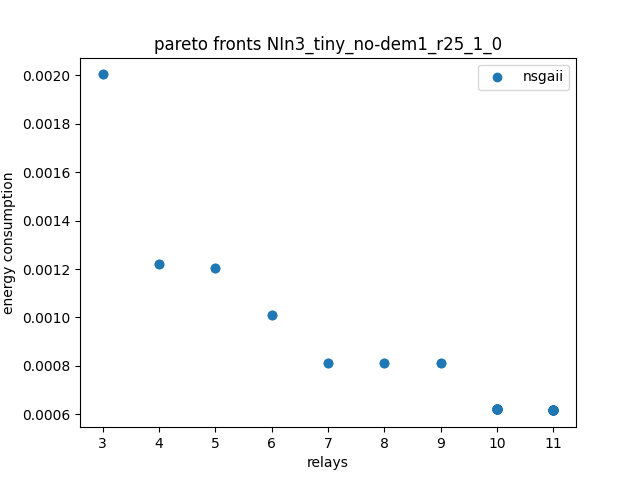 pareto fronts NIn3_tiny_no-dem1_r25_1_0
nsgaii
energy consumption
0.0020
0.0018
0.0016
0.0014
0.0012
0.0010
0.0008
0.0006
3 4 5 6 7 8 9 10 11
relays